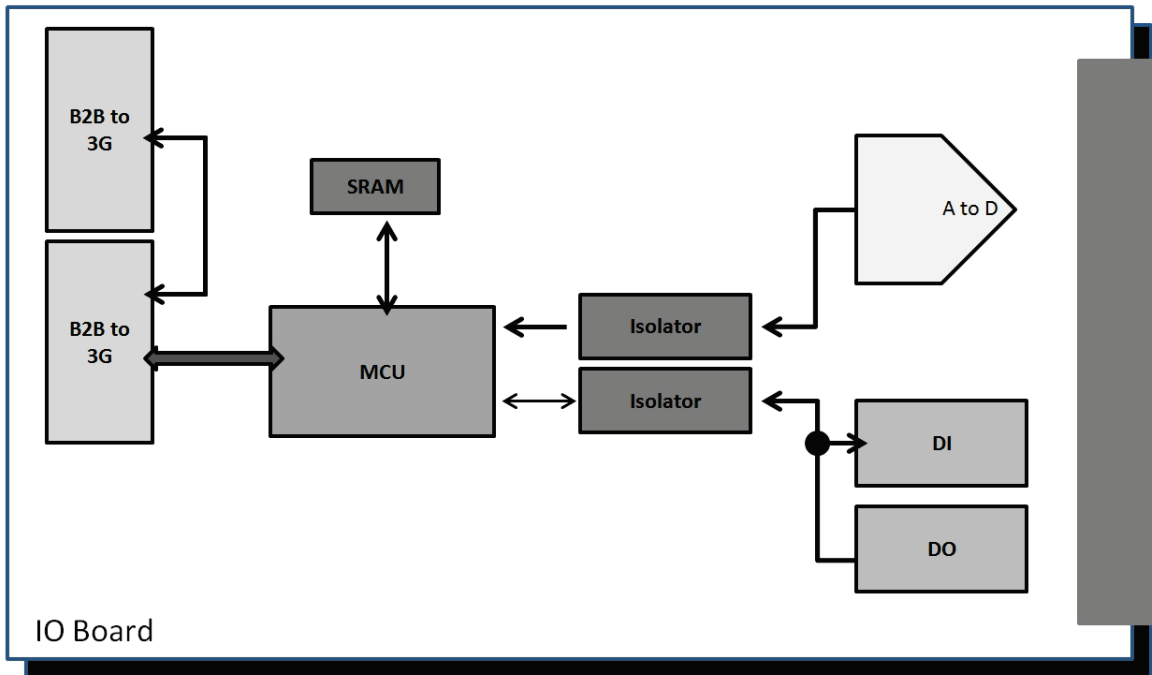 B2B to
3G
SRAM
A to D
B2B to
3G
MCU
Isolator
Isolator
DI
DO
IO Board